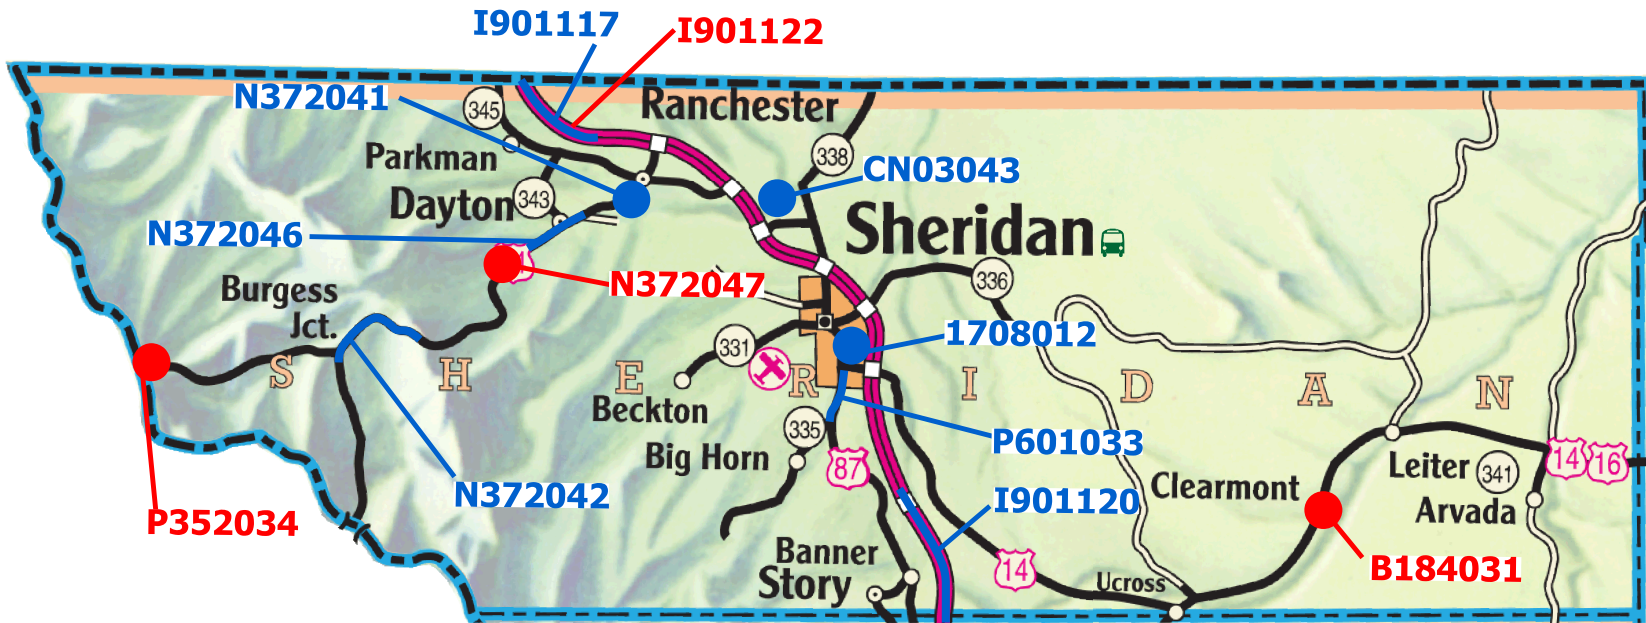 I901117
I901122
N372041
345
Ranchester
Parkman
338
CN03043
Dayton
343
Sheridan
N372046
N372047
336
Burgess
Jct.
1708012
331
S H E R I D A N
Beckton
335
P601033
Big Horn
87
Leiter
341
14
16
N372042
Clearmont
I901120
Arvada
P352034
Banner
Story
14
Ucross
B184031